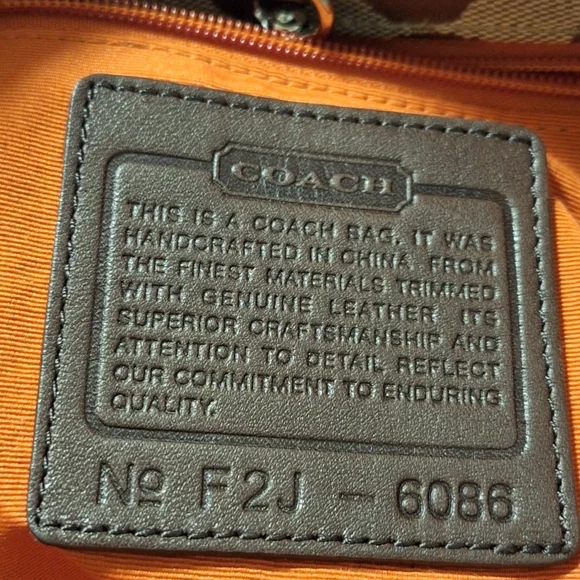 COACH
THIS IS A COACH BAG. IT WAS
HANDCRAFTED IN CHINA FROM
THE FINEST MATERIALS TRIMMED
WITH GENUINE LEATHER ITS
SUPERIOR CRAFTSMANSHIP AND
ATTENTION TO DETAIL REFLECT
OUR COMMITMENT TO ENDURING
QUALITY.
Nº F2J - 6086